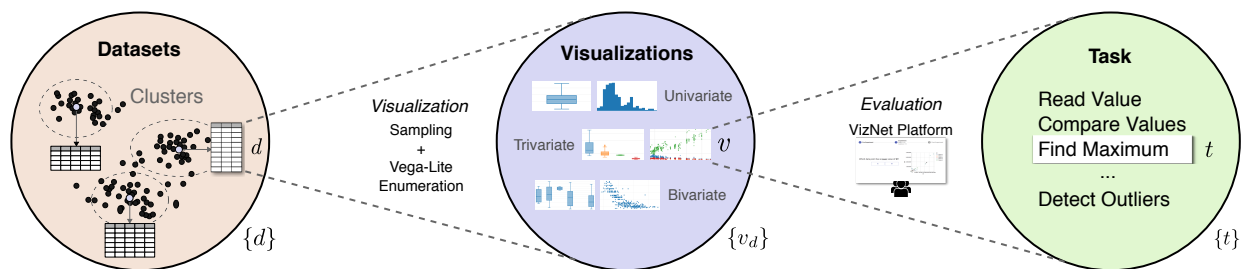 Datasets
Clusters
d
{d}
Visualization
Sampling
+
Vega-Lite
Enumeration
Visualizations
Univariate
Trivariate
v
Bivariate
{v_d}
Evaluation
VizNet Platform
Task
Read Value
Compare Values
Find Maximum
t
...
Detect Outliers
{t}